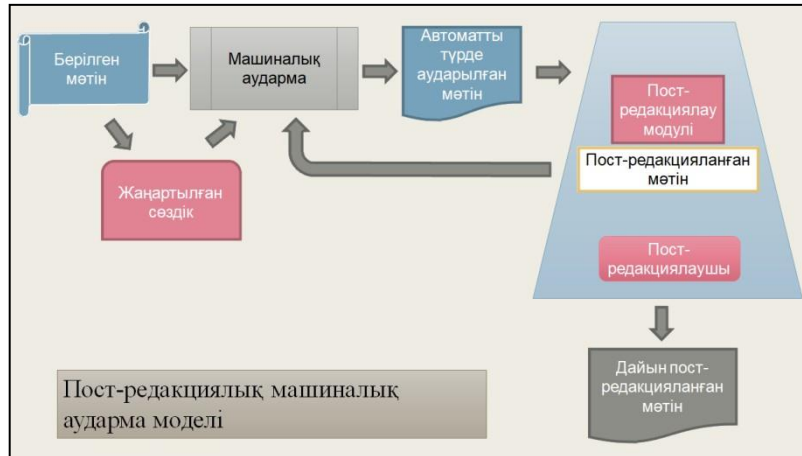 Берілген
мәтін
Машиналық
аударма
Автоматты
түрде
аударылған
мәтін
Пост-
редакциялау
модулі
Пост-редакцияланған
мәтін
Жаңартылған
сөздік
Пост-
редакциялаушы
Дайын пост-
редакцияланған
мәтін
Пост-редакциялық машиналық
аударма моделі